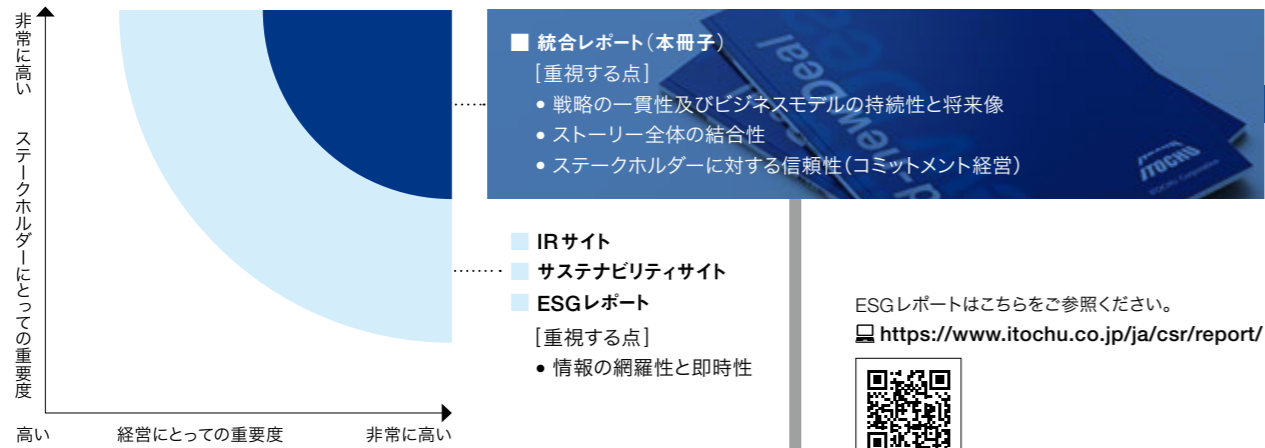 非常に高い
ステークホルダーにとっての重要度
高い
経営にとっての重要度
非常に高い
■ 統合レポート（本冊子）
［重視する点］
• 戦略の一貫性及びビジネスモデルの持続性と将来像
• ストーリー全体の結合性
• ステークホルダーに対する信頼性（コミットメント経営）
ITOCHU
ITOCHU Corporation
■ IRサイト
■ サステナビリティサイト
■ ESGレポート
［重視する点］
• 情報の網羅性と即時性
ESGレポートはこちらをご参照ください。
https://www.itochu.co.jp/ja/csr/report/